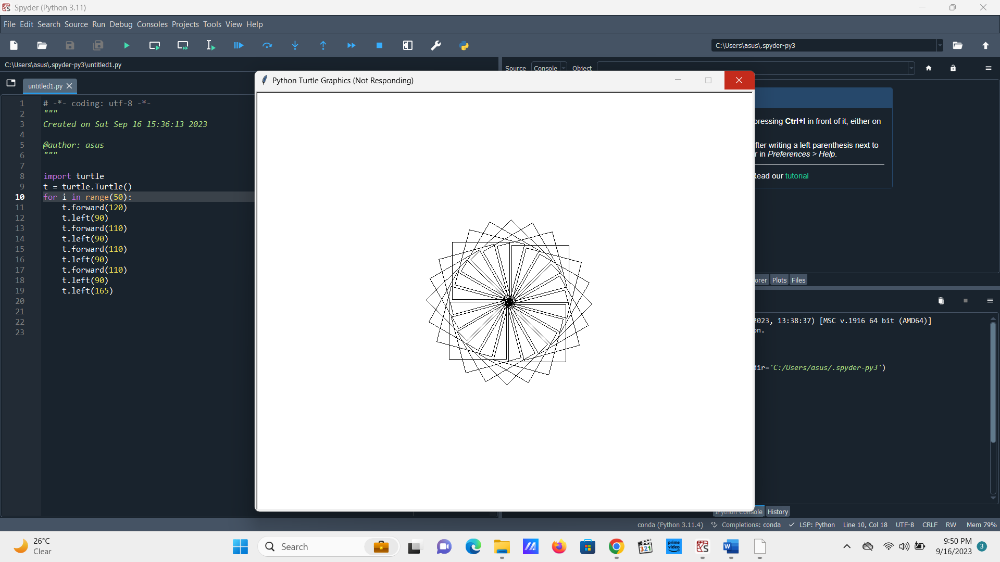 Spyder (Python 3.11)
File Edit Search Source Run Debug Consoles Projects Tools View Help
C:\Users\asus\.spyder-py3
C:\Users\asus\.spyder-py3\untitled1.py
Source Console Object
untitled1.py
Python Turtle Graphics (Not Responding)
1 # -*- coding: utf-8 -*-
2 """
3 Created on Sat Sep 16 15:36:13 2023
4
5 @author: asus
6 """
7
8 import turtle
9 t = turtle.Turtle()
10 for i in range(50):
11 t.forward(120)
12 t.left(90)
13 t.forward(110)
14 t.left(90)
15 t.forward(110)
16 t.left(90)
17 t.forward(110)
18 t.left(90)
19 t.left(165)
20
21
22
23
pressing Ctrl+I in front of it, either on
fter writing a left parenthesis next to
r in Preferences > Help.
Read our tutorial
orer Plots Files
2023, 13:38:37) [MSC v.1916 64 bit (AMD64)]
on.
dir='C:/Users/asus/.spyder-py3')
IPython Console History
conda (Python 3.11.4) Completions: conda LSP: Python Line 10, Col 18 UTF-8 CRLF RW Mem 79%
26°C
Clear
Search
321
prime video
9:50 PM
9/16/2023
3